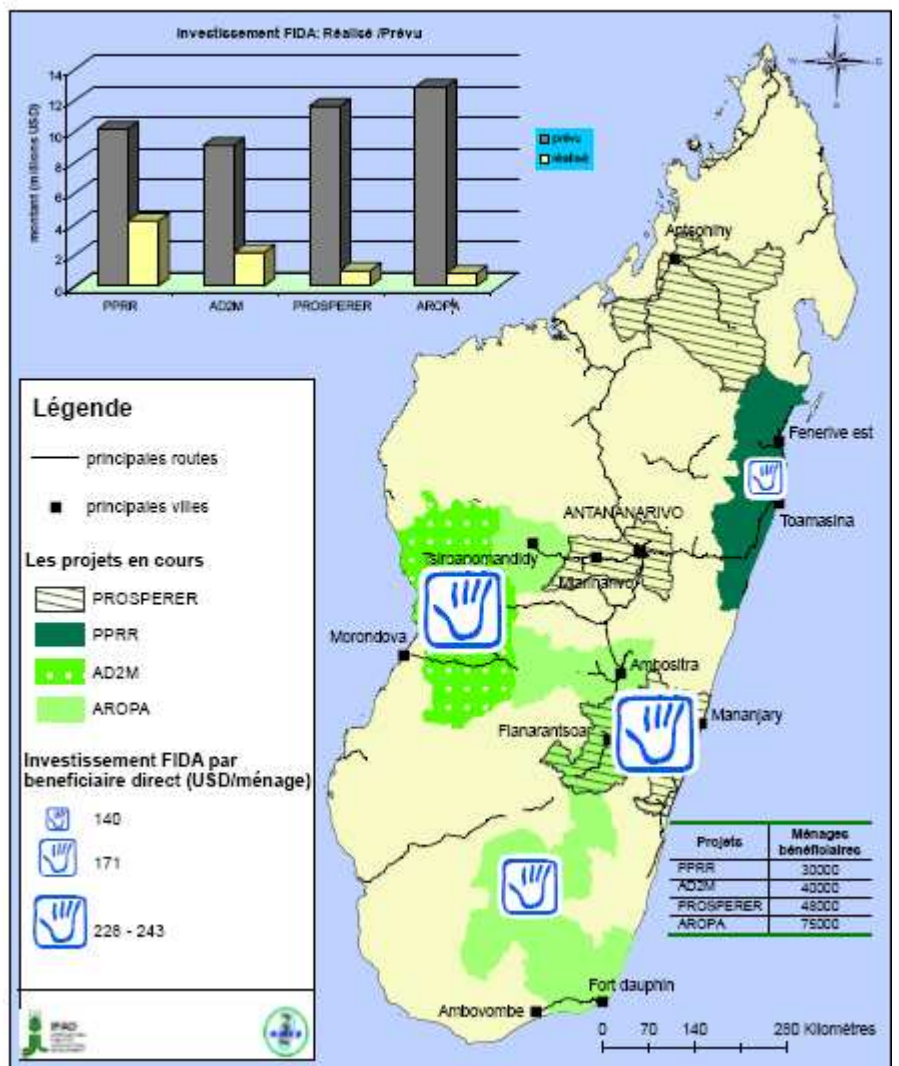 Investissement FIDA: Réalisé /Prévu
montant (millions USD)
14
12
10
8
6
4
2
0
PPRR
AD2M
PROSPERER
AROPA
prévu
réalisé
N
Antsohihy
Fenerive est
Toamasina
ANTANANARIVO
Tsiroanomandidy
Miarinarivo
Morondova
Ambositra
Mananjary
Fianarantsoa
Fort dauphin
Ambovombe
Légende
principales routes
principales villes
Les projets en cours
PROSPERER
PPRR
AD2M
AROPA
Investissement FIDA par
beneficiaire direct (USD/ménage)
140
171
228 - 243
Projets Ménages bénéficiaires
PPRR 30000
AD2M 40000
PROSPERER 48000
AROPA 75000
0 70 140 280 Kilomètres
IFAD